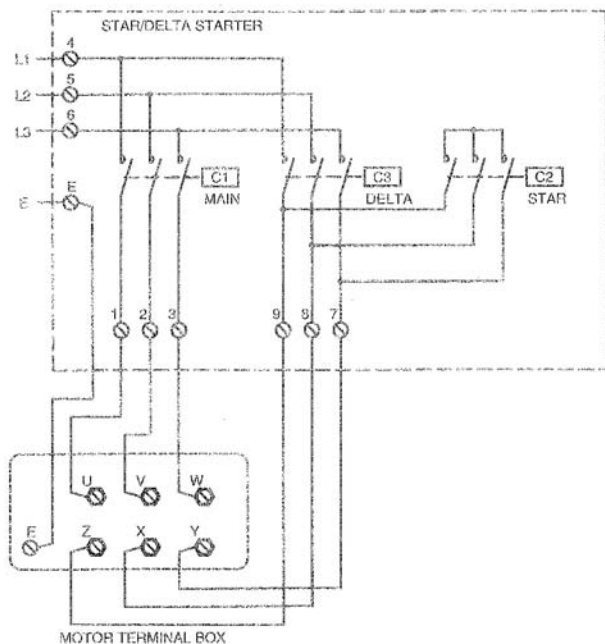 STAR/DELTA STARTER
4
L1
5
L2
6
L3
C1
C3
C2
MAIN
DELTA
STAR
E
E
1
2
3
9
8
7
U
V
W
E
Z
X
Y
MOTOR TERMINAL BOX